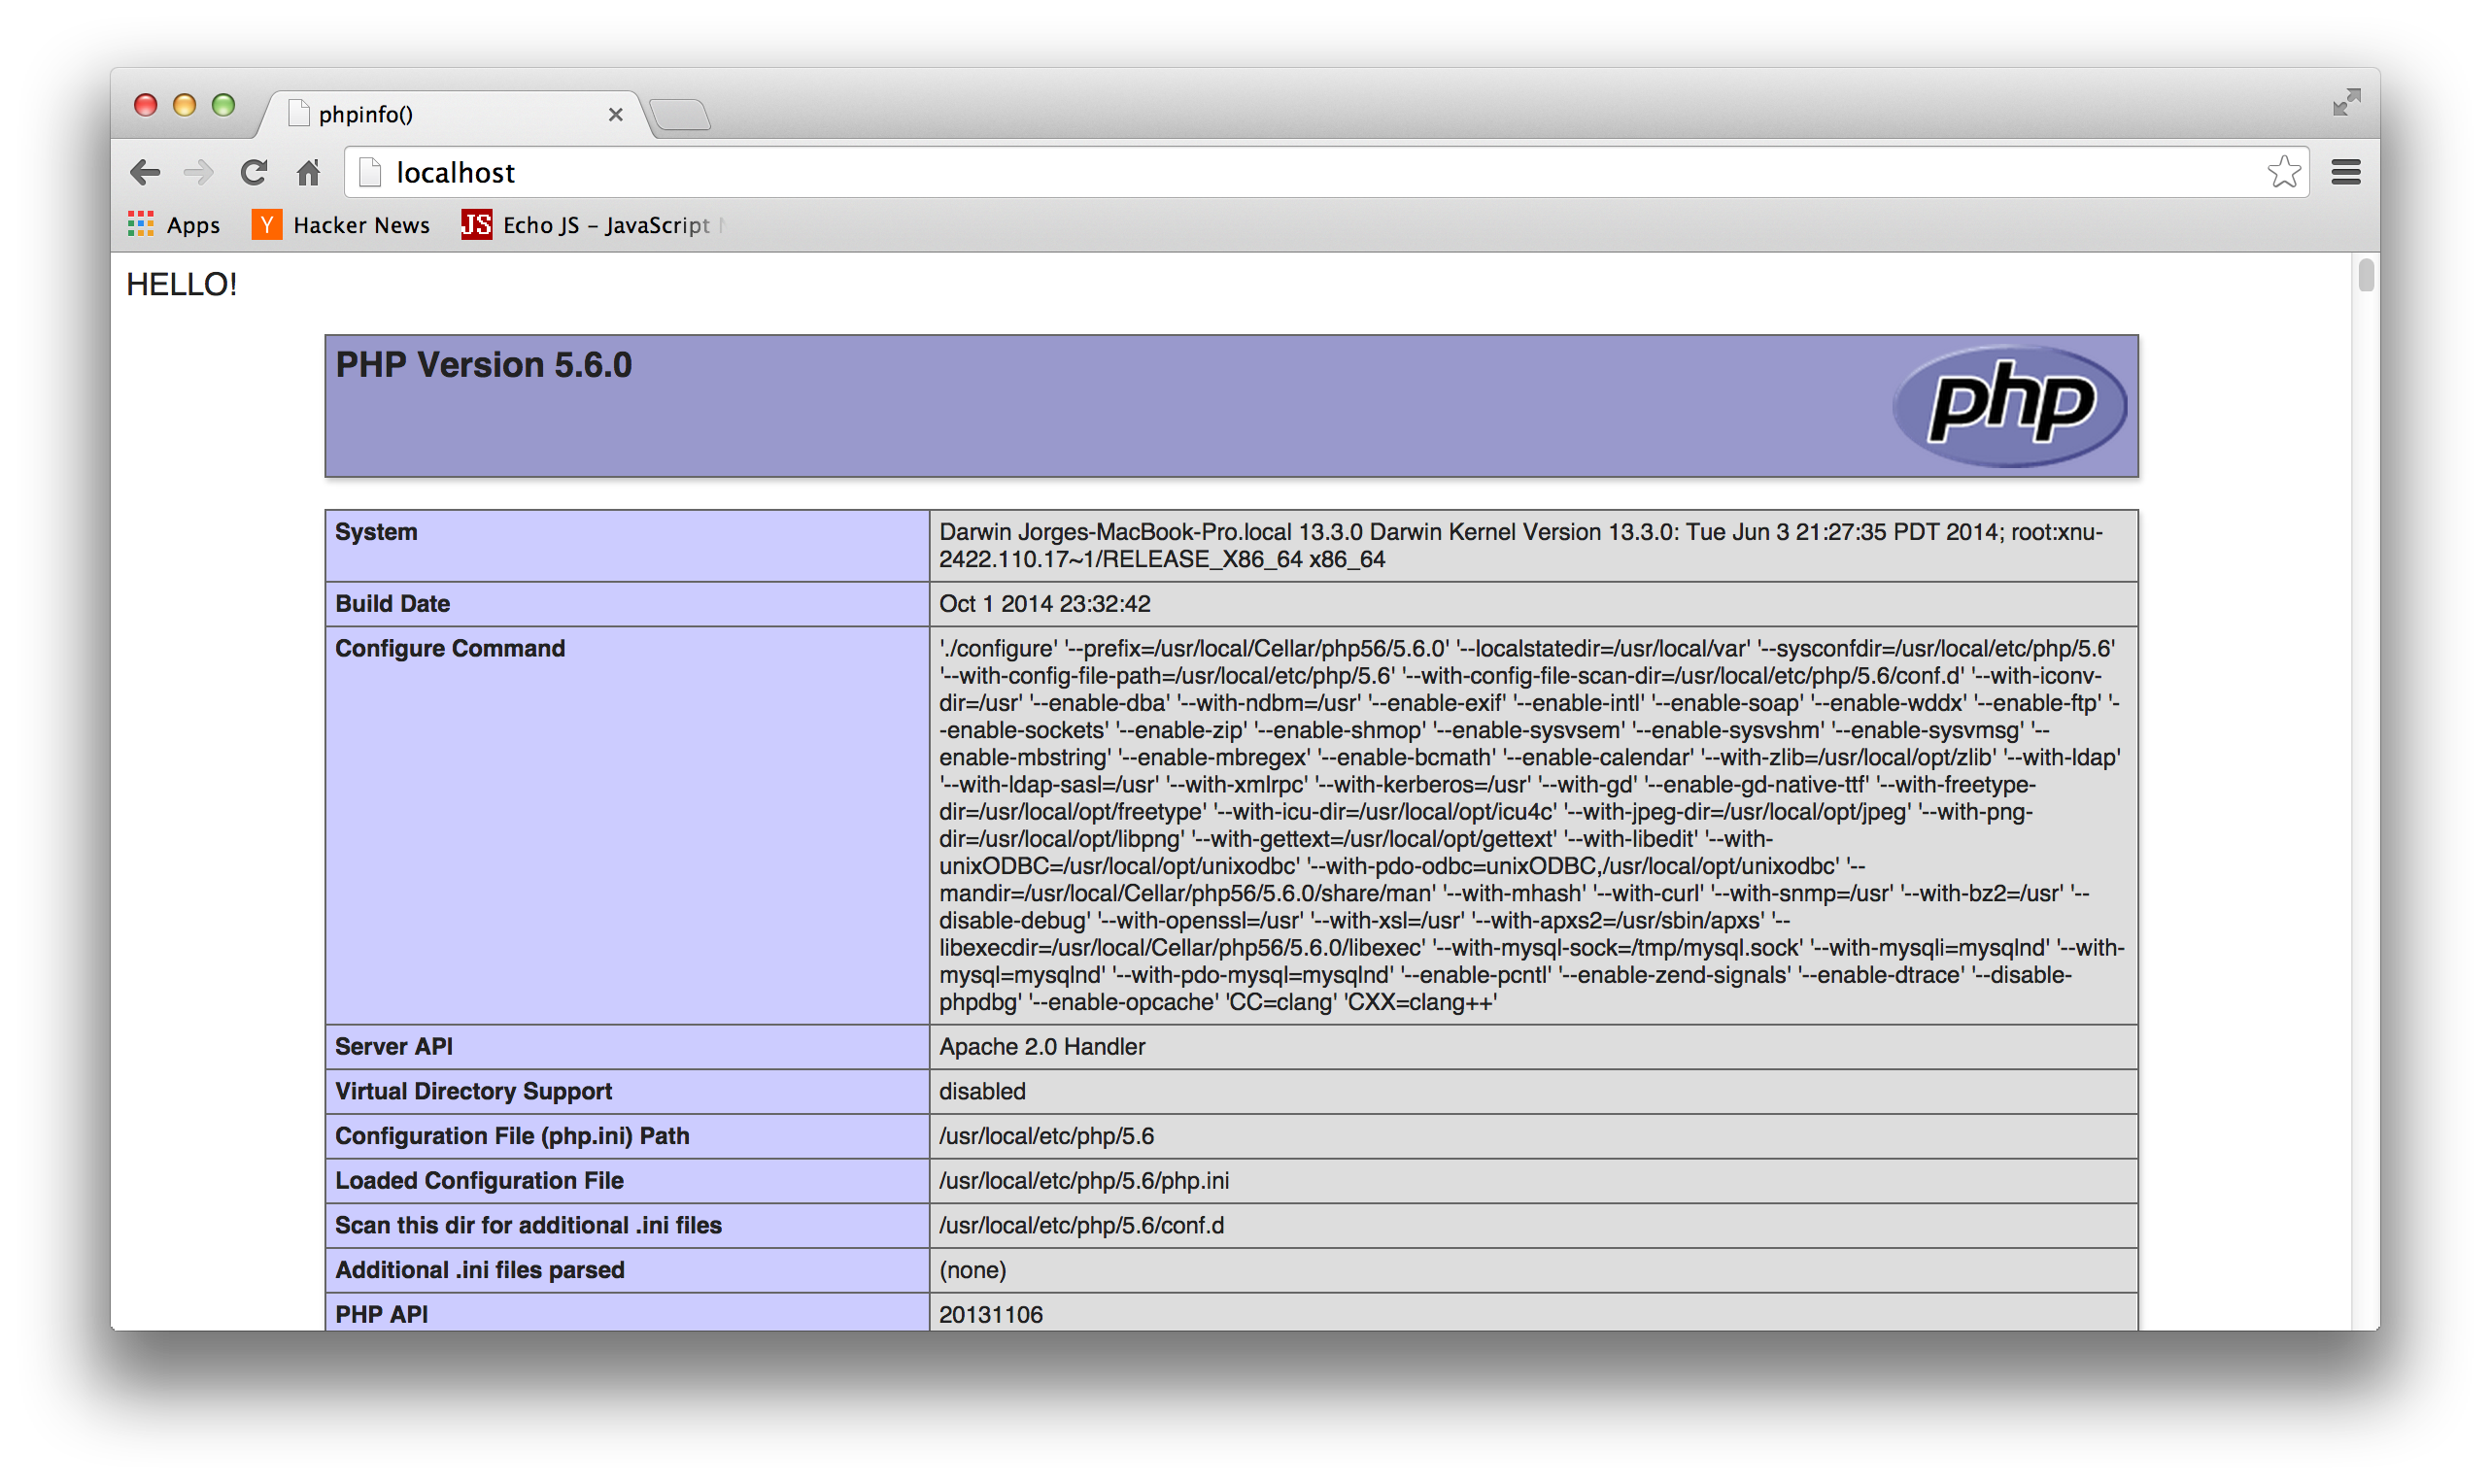 phpinfo()
localhost
Apps Hacker News Echo JS – JavaScript
HELLO!
PHP Version 5.6.0
php
System Darwin Jorges-MacBook-Pro.local 13.3.0 Darwin Kernel Version 13.3.0: Tue Jun 3 21:27:35 PDT 2014; root:xnu-
2422.110.17~1/RELEASE_X86_64 x86_64
Build Date Oct 1 2014 23:32:42
Configure Command './configure' '--prefix=/usr/local/Cellar/php56/5.6.0' '--localstatedir=/usr/local/var' '--sysconfdir=/usr/local/etc/php/5.6'
'--with-config-file-path=/usr/local/etc/php/5.6' '--with-config-file-scan-dir=/usr/local/etc/php/5.6/conf.d' '--with-iconv-
dir=/usr' '--enable-dba' '--with-ndbm=/usr' '--enable-exif' '--enable-intl' '--enable-soap' '--enable-wddx' '--enable-ftp' '-
-enable-sockets' '--enable-zip' '--enable-shmop' '--enable-sysvsem' '--enable-sysvshm' '--enable-sysvmsg' '--
enable-mbstring' '--enable-mbregex' '--enable-bcmath' '--enable-calendar' '--with-zlib=/usr/local/opt/zlib' '--with-ldap'
'--with-ldap-sasl=/usr' '--with-xmlrpc' '--with-kerberos=/usr' '--with-gd' '--enable-gd-native-ttf' '--with-freetype-
dir=/usr/local/opt/freetype' '--with-icu-dir=/usr/local/opt/icu4c' '--with-jpeg-dir=/usr/local/opt/jpeg' '--with-png-
dir=/usr/local/opt/libpng' '--with-gettext=/usr/local/opt/gettext' '--with-libedit' '--with-
unixODBC=/usr/local/opt/unixodbc' '--with-pdo-odbc=unixODBC,/usr/local/opt/unixodbc' '--
mandir=/usr/local/Cellar/php56/5.6.0/share/man' '--with-mhash' '--with-curl' '--with-snmp=/usr' '--with-bz2=/usr' '--
disable-debug' '--with-openssl=/usr' '--with-xsl=/usr' '--with-apxs2=/usr/sbin/apxs' '--
libexecdir=/usr/local/Cellar/php56/5.6.0/libexec' '--with-mysql-sock=/tmp/mysql.sock' '--with-mysqli=mysqlnd' '--with-
mysql=mysqlnd' '--with-pdo-mysql=mysqlnd' '--enable-pcntl' '--enable-zend-signals' '--enable-dtrace' '--disable-
phpdbg' '--enable-opcache' 'CC=clang' 'CXX=clang++'
Server API Apache 2.0 Handler
Virtual Directory Support disabled
Configuration File (php.ini) Path /usr/local/etc/php/5.6
Loaded Configuration File /usr/local/etc/php/5.6/php.ini
Scan this dir for additional .ini files /usr/local/etc/php/5.6/conf.d
Additional .ini files parsed (none)
PHP API 20131106